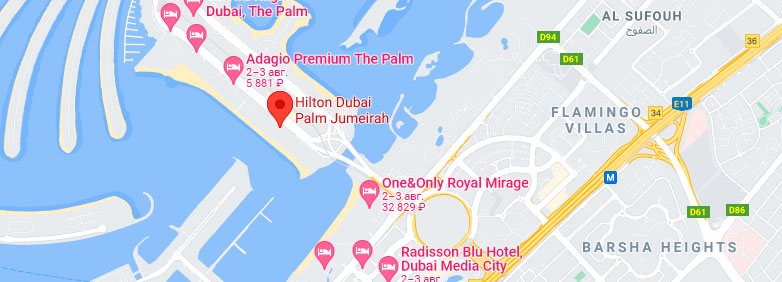 Dubai, The Palm
AL SUFOUH
الصفوح
D94
36
D61
Adagio Premium The Palm
2–3 авг.
5 881 ₽
Hilton Dubai
Palm Jumeirah
E11
34
FLAMINGO
VILLAS
M
One&Only Royal Mirage
2–3 авг.
32 829 ₽
D61
D86
BARSHA HEIGHTS
Radisson Blu Hotel,
Dubai Media City
2–3 авг.